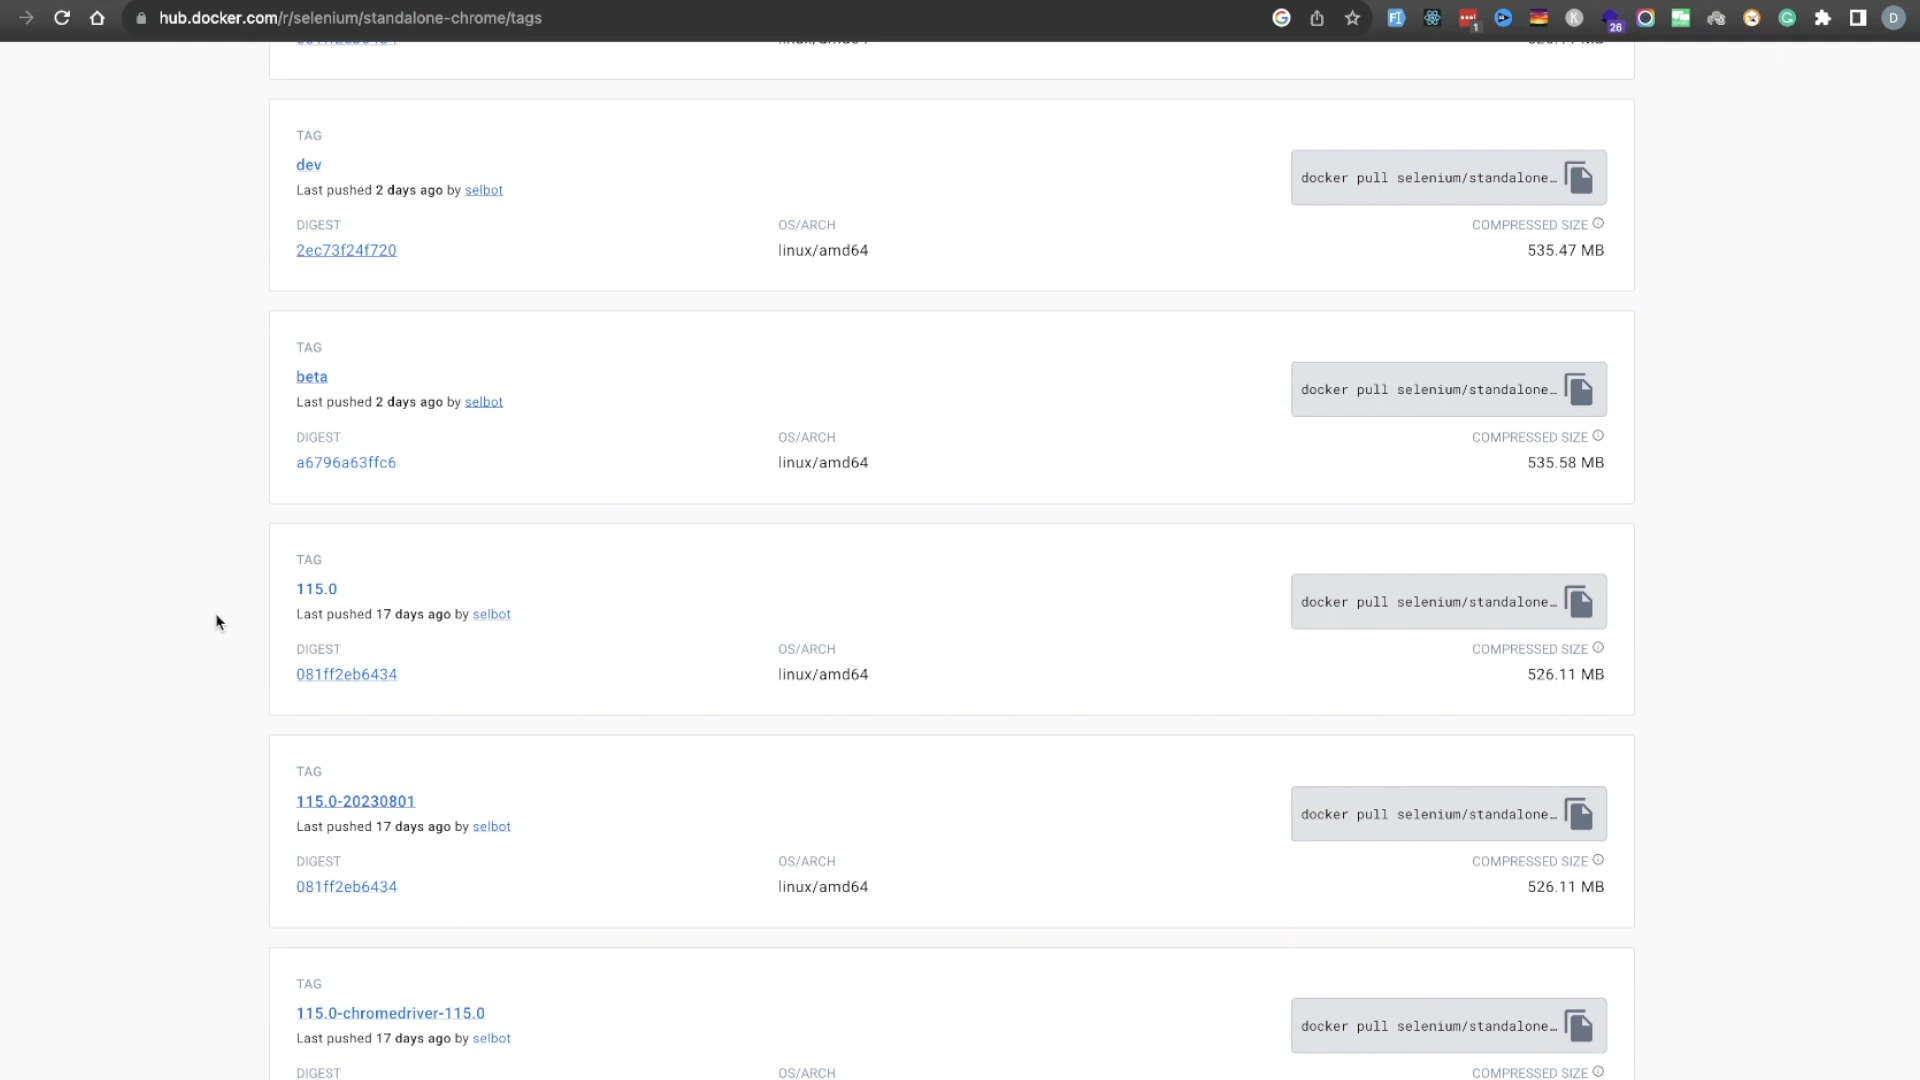 hub.docker.com/r/selenium/standalone-chrome/tags
1
26
D
TAG
dev
Last pushed 2 days ago by selbot
docker pull selenium/standalone…
DIGEST
OS/ARCH
COMPRESSED SIZE
2ec73f24f720
linux/amd64
535.47 MB
TAG
beta
Last pushed 2 days ago by selbot
docker pull selenium/standalone…
DIGEST
OS/ARCH
COMPRESSED SIZE
a6796a63ffc6
linux/amd64
535.58 MB
TAG
115.0
Last pushed 17 days ago by selbot
docker pull selenium/standalone…
DIGEST
OS/ARCH
COMPRESSED SIZE
081ff2eb6434
linux/amd64
526.11 MB
TAG
115.0-20230801
Last pushed 17 days ago by selbot
docker pull selenium/standalone…
DIGEST
OS/ARCH
COMPRESSED SIZE
081ff2eb6434
linux/amd64
526.11 MB
TAG
115.0-chromedriver-115.0
Last pushed 17 days ago by selbot
docker pull selenium/standalone…
DIGEST
OS/ARCH
COMPRESSED SIZE